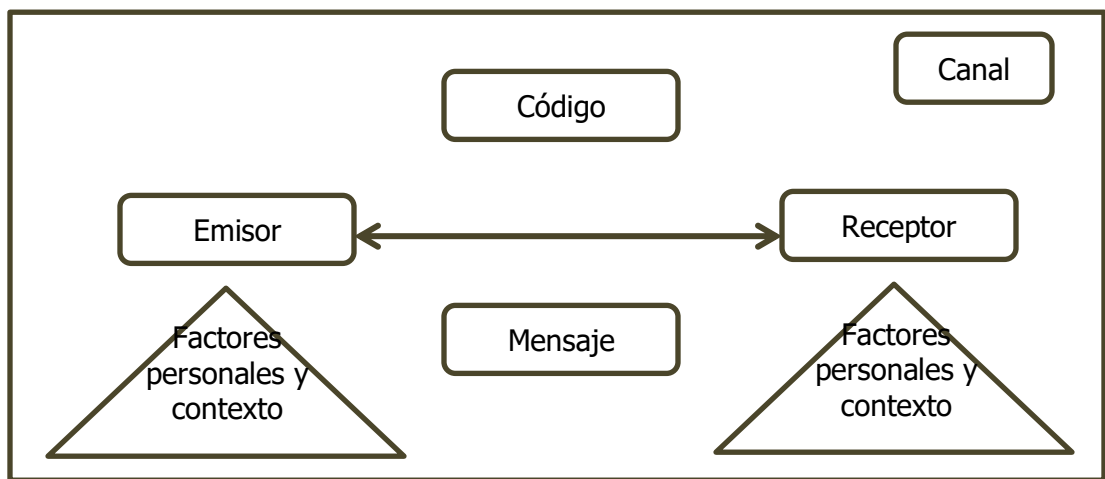 Canal
Código
Emisor
Receptor
Mensaje
Factores
personales y
contexto
Factores
personales y
contexto